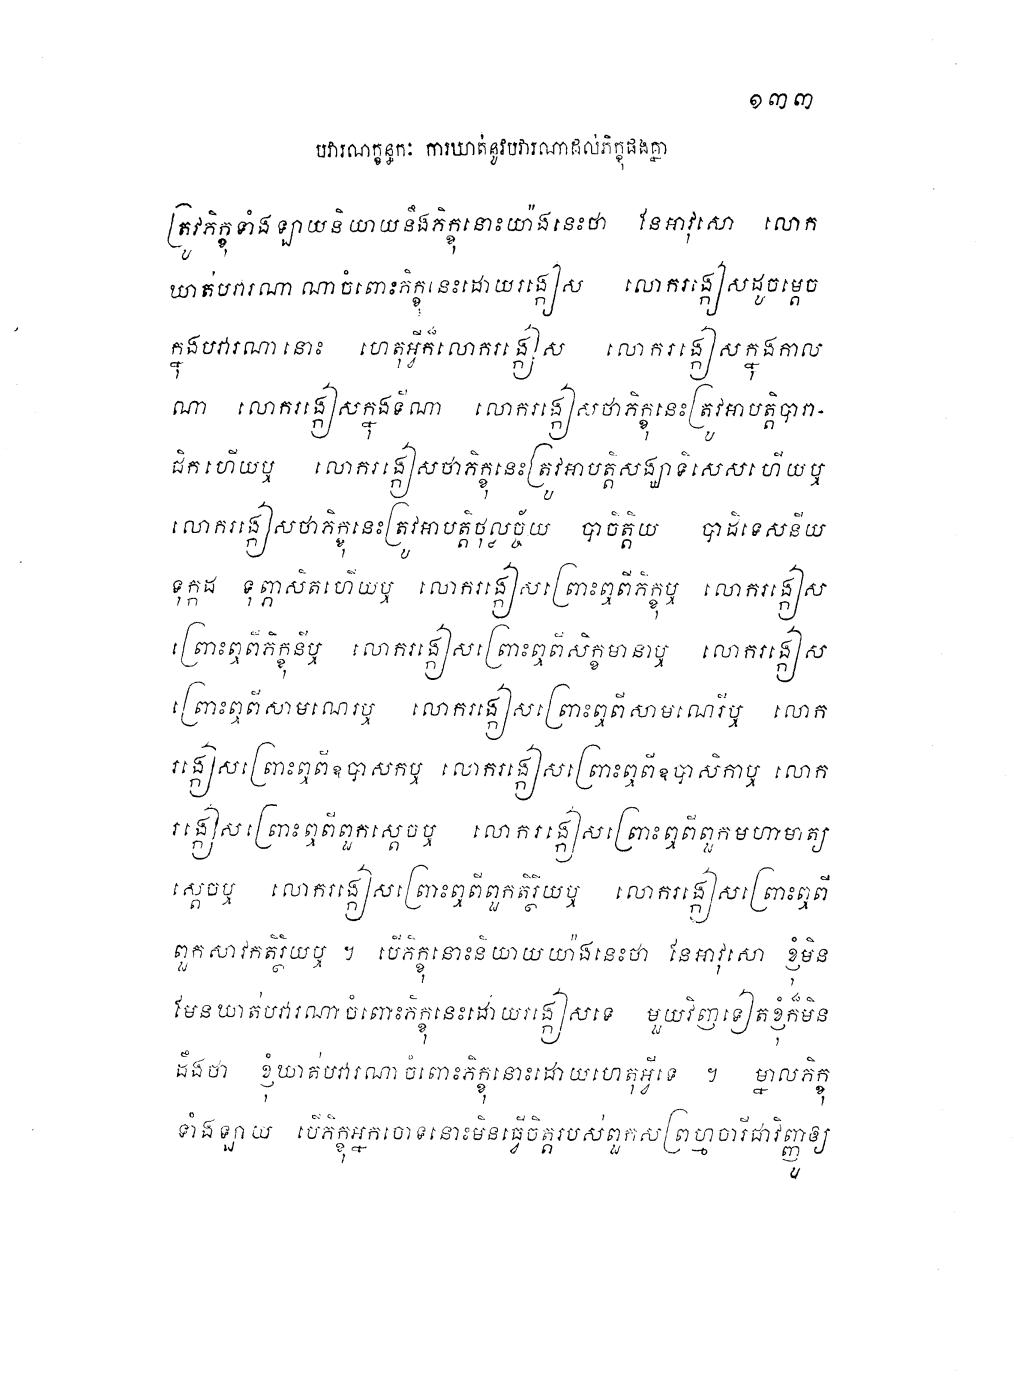 ១៣៣
បវារណក្ខន្ធកៈ ការឃាត់នូវបវារណាដល់ភិក្ខុផងគ្នា
ត្រូវភិក្ខុទាំងឡាយនិយាយនឹងភិក្ខុនោះយ៉ាងនេះថា នែអាវុសោ លោក
ឃាត់បវារណា ណាចំពោះភិក្ខុនេះដោយរង្កៀស លោករង្កៀសដូចម្តេច
ក្នុងបវារណានោះ ហេតុអ្វីក៏លោករង្កៀស លោករង្កៀសក្នុងកាល
ណា លោករង្កៀសក្នុងទីណា លោករង្កៀសថាភិក្ខុនេះត្រូវអាបត្តិបារា-
ជិកហើយឬ លោករង្កៀសថាភិក្ខុនេះត្រូវអាបត្តិសង្ឃាទិសេសហើយឬ
លោករង្កៀសថាភិក្ខុនេះត្រូវអាបត្តិថុល្លច្ច័យ បាចិត្តិយ បាដិទេសនីយ
ទុក្កដ ទុព្ភាសិតហើយឬ លោករង្កៀសព្រោះឮពីភិក្ខុឬ លោករង្កៀស
ព្រោះឮពីភិក្ខុនីឬ លោករង្កៀសព្រោះឮពីសិក្ខមានាឬ លោករង្កៀស
ព្រោះឮពីសាមណេរឬ លោករង្កៀសព្រោះឮពីសាមណេរីឬ លោក
រង្កៀសព្រោះឮពីឧបាសកឬ លោករង្កៀសព្រោះឮពីឧបាសិកាឬ លោក
រង្កៀសព្រោះឮពីពួកស្តេចឬ លោករង្កៀសព្រោះឮពីពួកមហាមាត្យ
ស្តេចឬ លោករង្កៀសព្រោះឮពីពួកតិរ្ថិយឬ លោករង្កៀសព្រោះឮពី
ពួកសាវកតិរ្ថិយឬ ។ បើភិក្ខុនោះនិយាយយ៉ាងនេះថា នែអាវុសោ ខ្ញុំមិន
មែនឃាត់បវារណាចំពោះភិក្ខុនេះដោយរង្កៀសទេ មួយវិញទៀតខ្ញុំក៏មិន
ដឹងថា ខ្ញុំឃាត់បវារណាចំពោះភិក្ខុនោះដោយហេតុអ្វីទេ ។ ម្នាលភិក្ខុ
ទាំងឡាយ បើភិក្ខុអ្នកចោទនោះមិនធ្វើចិត្តរបស់ពួកសព្រហ្មចារីជាវិញ្ញូឲ្យ